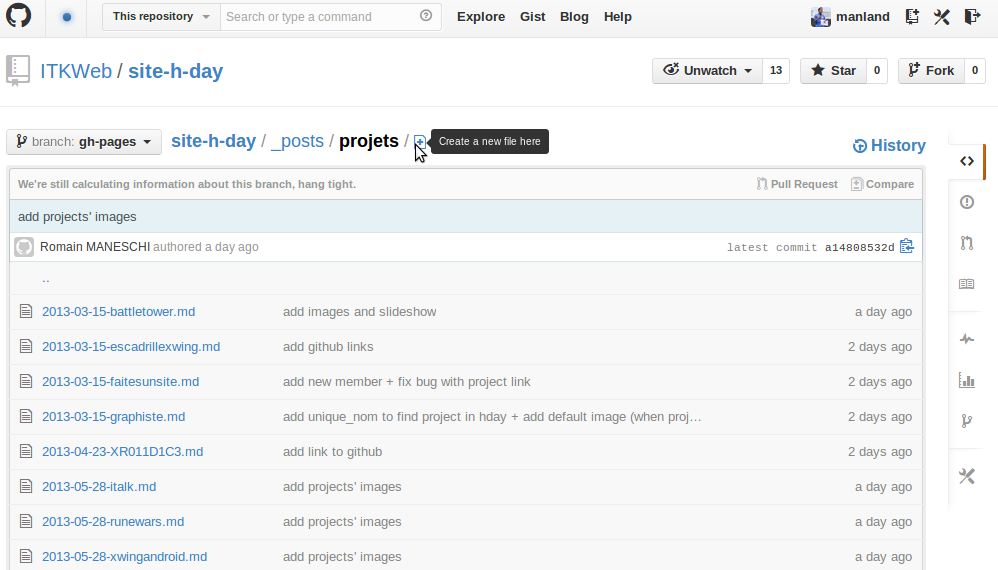 This repository Search or type a command Explore Gist Blog Help manland
ITKWeb / site-h-day Unwatch 13 Star 0 Fork 0
branch: gh-pages site-h-day / _posts / projets / Create a new file here History
We're still calculating information about this branch, hang tight. Pull Request Compare
add projects' images
Romain MANESCHI authored a day ago latest commit a14808532d
..
2013-03-15-battletower.md add images and slideshow a day ago
2013-03-15-escadrillexwing.md add github links 2 days ago
2013-03-15-faitesunsite.md add new member + fix bug with project link 2 days ago
2013-03-15-graphiste.md add unique_nom to find project in hday + add default image (when proj… 2 days ago
2013-04-23-XR011D1C3.md add link to github 2 days ago
2013-05-28-italk.md add projects' images a day ago
2013-05-28-runewars.md add projects' images a day ago
2013-05-28-xwingandroid.md add projects' images a day ago